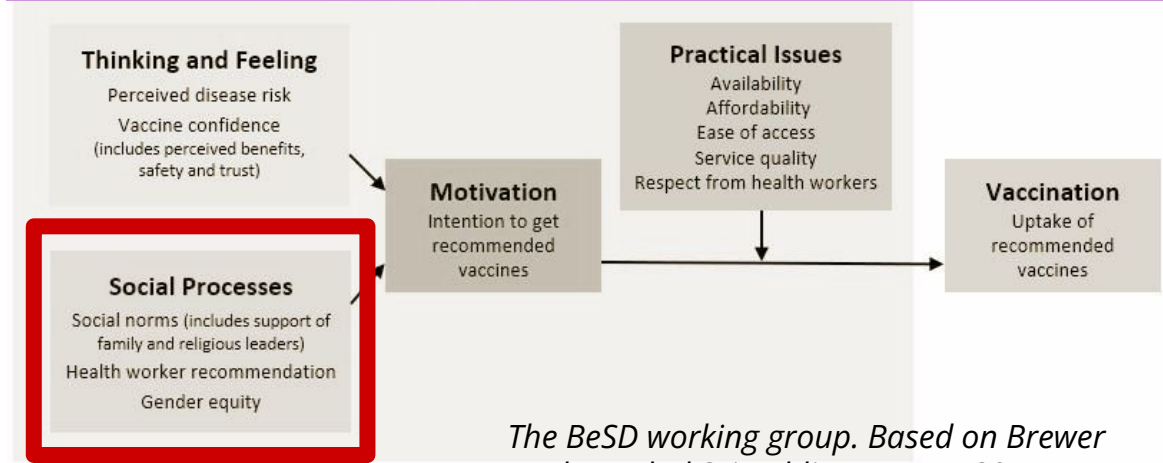 Thinking and Feeling
Perceived disease risk
Vaccine confidence
(includes perceived benefits,
safety and trust)
Social Processes
Social norms (includes support of
family and religious leaders)
Health worker recommendation
Gender equity
Motivation
Intention to get
recommended
vaccines
Practical Issues
Availability
Affordability
Ease of access
Service quality
Respect from health workers
Vaccination
Uptake of
recommended
vaccines
The BeSD working group. Based on Brewer